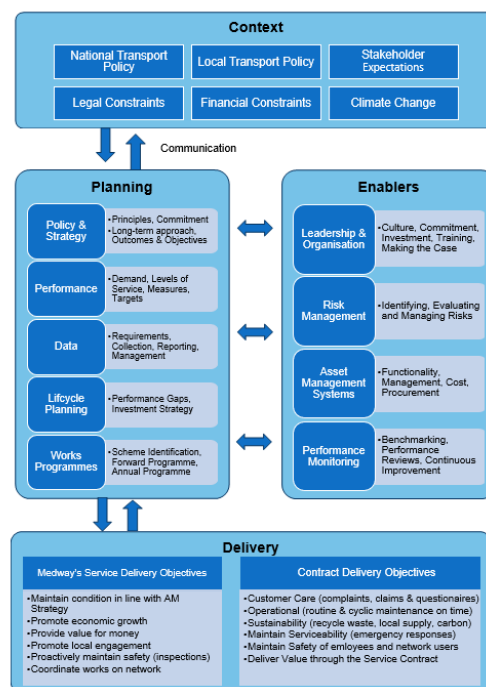 Context
National Transport
Policy
Local Transport Policy
Stakeholder
Expectations
Legal Constraints
Financial Constraints
Climate Change
Communication
Planning
Policy &
Strategy
•Principles, Commitment
•Long-term approach,
Outcomes & Objectives
Performance
•Demand, Levels of
Service, Measures,
Targets
Data
•Requirements,
Collection, Reporting,
Management
Lifcycle
Planning
•Performance Gaps,
Investment Strategy
Works
Programmes
•Scheme Identification,
Forward Programme,
Annual Programme
Enablers
Leadership &
Organisation
•Culture, Commitment,
Investment, Training,
Making the Case
Risk
Management
•Identifying, Evaluating
and Managing Risks
Asset
Management
Systems
•Functionality,
Management, Cost,
Procurement
Performance
Monitoring
•Benchmarking,
Performance
Reviews, Continuous
Improvement
Delivery
Medway's Service Delivery Objectives
•Maintain condition in line with AM
Strategy
•Promote economic growth
•Provide value for money
•Promote local engagement
•Proactively maintain safety (inspections)
•Coordinate works on network
Contract Delivery Objectives
•Customer Care (complaints, claims & questionaires)
•Operational (routine & cyclic maintenance on time)
•Sustainability (recycle waste, local supply, carbon)
•Maintain Serviceability (emergency responses)
•Maintain Safety of emloyees and network users
•Deliver Value through the Service Contract